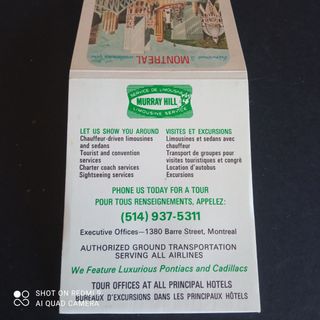 MONTREAL
SERVICE DE LIMOUSINE
MURRAY HILL
LIMOUSINE SERVICE
LET US SHOW YOU AROUND
Chauffeur-driven limousines
and sedans
Tourist and convention
services
Charter coach services
Sightseeing services
VISITES ET EXCURSIONS
Limousines et sedans avec
chauffeur
Transport de groupes pour
visites touristiques et congrè
Location d'autobus
Excursions
PHONE US TODAY FOR A TOUR
POUR TOUS RENSEIGNEMENTS, APPELEZ:
(514) 937-5311
Executive Offices—1380 Barre Street, Montreal
AUTHORIZED GROUND TRANSPORTATION
SERVING ALL AIRLINES
We Feature Luxurious Pontiacs and Cadillacs
TOUR OFFICES AT ALL PRINCIPAL HOTELS
BUREAUX D'EXCURSIONS DANS LES PRINCIPAUX HÔTELS
SHOT ON REDMI 9
AI QUAD CAMERA